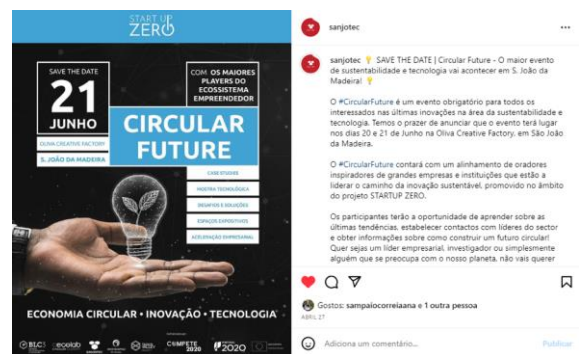 START UP
ZERO
SAVE THE DATE
21
JUNHO
OLIVA CREATIVE FACTORY
S. JOÃO DA MADEIRA
COM OS MAIORES
PLAYERS DO
ECOSSISTEMA
EMPREENDEDOR
CIRCULAR
FUTURE
CASE STUDIES
MOSTRA TECNOLÓGICA
DESAFIOS E SOLUÇÕES
ESPAÇOS EXPOSITIVOS
ACELERAÇÃO EMPRESARIAL
ECONOMIA CIRCULAR • INOVAÇÃO • TECNOLOGIA
BLC3
ecolab
COMPETE
2020
2020
sanjotec
sanjotec 💡 SAVE THE DATE | Circular Future - O maior evento
de sustentabilidade e tecnologia vai acontecer em S. João da
Madeira! 💡
O #CircularFuture é um evento obrigatório para todos os
interessados nas últimas inovações na área da sustentabilidade e
tecnologia. Temos o prazer de anunciar que o evento terá lugar
nos dias 20 e 21 de Junho na Oliva Creative Factory, em São João
da Madeira.
O #CircularFuture contará com um alinhamento de oradores
inspiradores de grandes empresas e instituições que estão a
liderar o caminho da inovação sustentável, promovido no âmbito
do projeto STARTUP ZERO.
Os participantes terão a oportunidade de aprender sobre as
últimas tendências, estabelecer contactos com líderes do sector
e obter informações sobre como construir um futuro circular!
Quer sejas um líder empresarial, investigador ou simplesmente
alguém que se preocupa com o nosso planeta, não vais querer
Gostos: sampaiocorreiaana e 1 outra pessoa
ABRIL 27
Adiciona um comentário...
Publicar